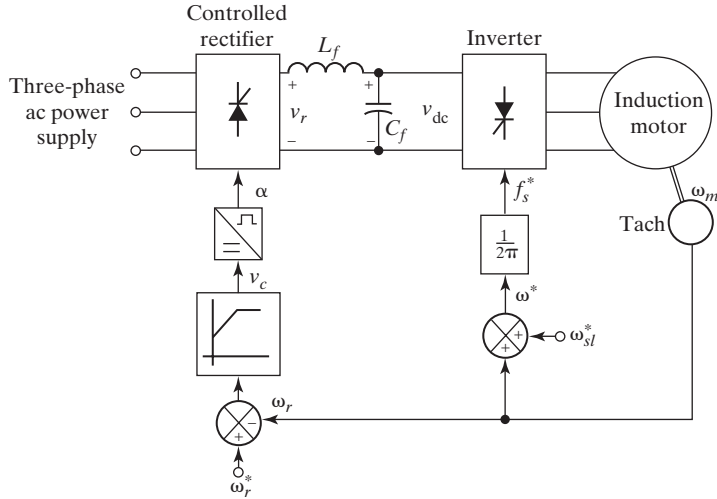 Controlled
rectifier
L_f
Inverter
Three-phase
ac power
supply
+
+
v_r
C_f
v_dc
−
−
Induction
motor
ω_m
Tach
α
f_s^*
1
2π
v_c
ω^*
+
+
ω_sl^*
ω_r
−
+
ω_r^*